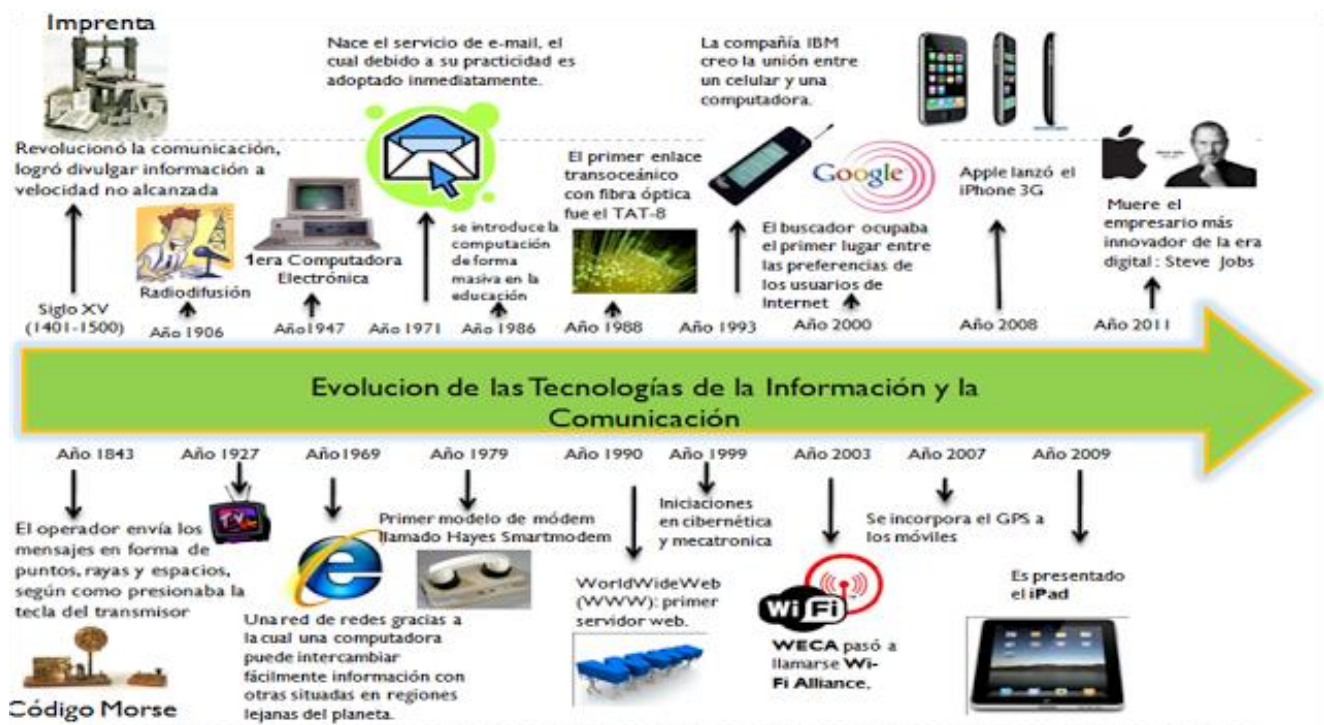 Imprenta
Revolucionó la comunicación,
logró divulgar información a
velocidad no alcanzada
Siglo XV
(1401-1500)
Radiodifusión
Año 1906
1era Computadora
Electrónica
Año1947
Nace el servicio de e-mail, el
cual debido a su practicidad es
adoptado inmediatamente.
Año 1971
se introduce la
computación
de forma
masiva en la
educación
Año 1986
El primer enlace
transoceánico
con fibra óptica
fue el TAT-8
Año 1988
La compañía IBM
creo la unión entre
un celular y una
computadora.
Año 1993
Google
El buscador ocupaba
el primer lugar entre
las preferencias de
los usuarios de
Internet
Año 2000
Apple lanzó el
iPhone 3G
Año 2008
Muere el
empresario más
innovador de la era
digital : Steve Jobs
Año 2011
Evolucion de las Tecnologías de la Información y la
Comunicación
Año 1843
El operador envía los
mensajes en forma de
puntos, rayas y espacios,
según como presionaba la
tecla del transmisor
Código Morse
Año 1927
TV
Año1969
Una red de redes gracias a
la cual una computadora
puede intercambiar
fácilmente información con
otras situadas en regiones
lejanas del planeta.
Año 1979
Primer modelo de módem
llamado Hayes Smartmodem
Año 1990
WorldWideWeb
(WWW): primer
servidor web.
Año 1999
Iniciaciones
en cibernética
y mecatronica
Año 2003
Wi Fi
WECA pasó a
llamarse Wi-
Fi Alliance.
Año 2007
Se incorpora el GPS a
los móviles
Año 2009
Es presentado
el iPad